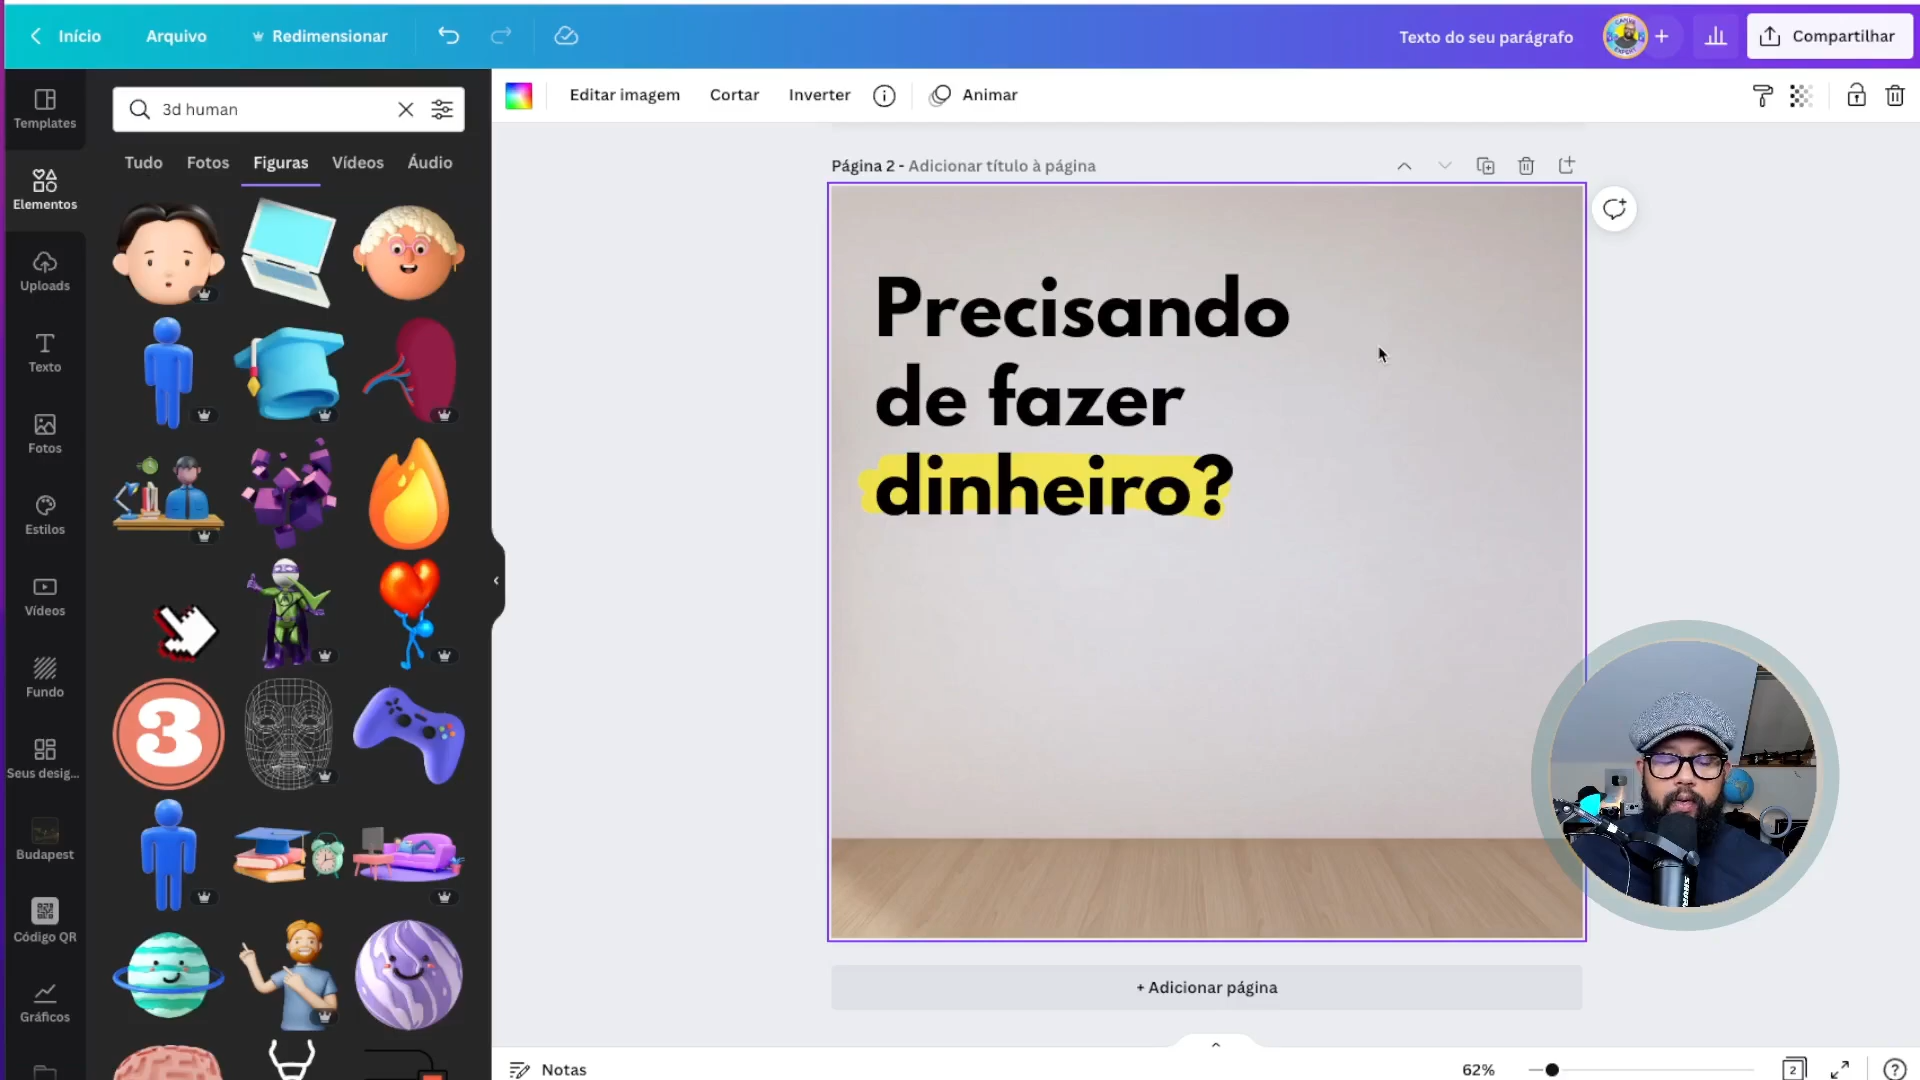 Início
Arquivo
Redimensionar
Texto do seu parágrafo
Compartilhar
Templates
Elementos
Uploads
Texto
Fotos
Estilos
Vídeos
Fundo
Seus desig...
Budapest
Código QR
Gráficos
3d human
Tudo
Fotos
Figuras
Vídeos
Áudio
3
Editar imagem
Cortar
Inverter
Animar
Página 2 - Adicionar título à página
Precisando
de fazer
dinheiro?
+ Adicionar página
Notas
62%
2